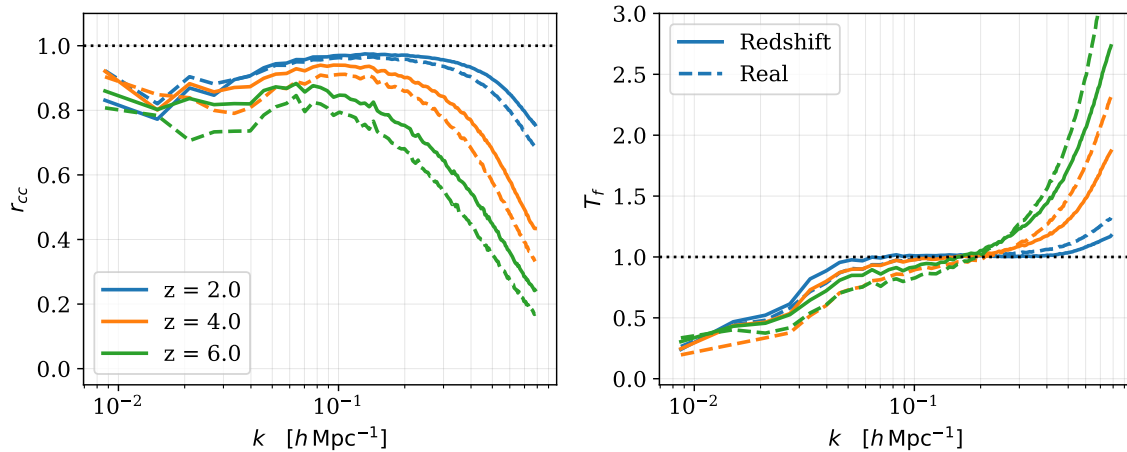 1.0
0.8
0.6
0.4
0.2
0.0
r_cc
z = 2.0
z = 4.0
z = 6.0
10⁻² 10⁻¹
k [h Mpc⁻¹]
3.0
2.5
2.0
1.5
1.0
0.5
0.0
T_f
Redshift
Real
10⁻² 10⁻¹
k [h Mpc⁻¹]